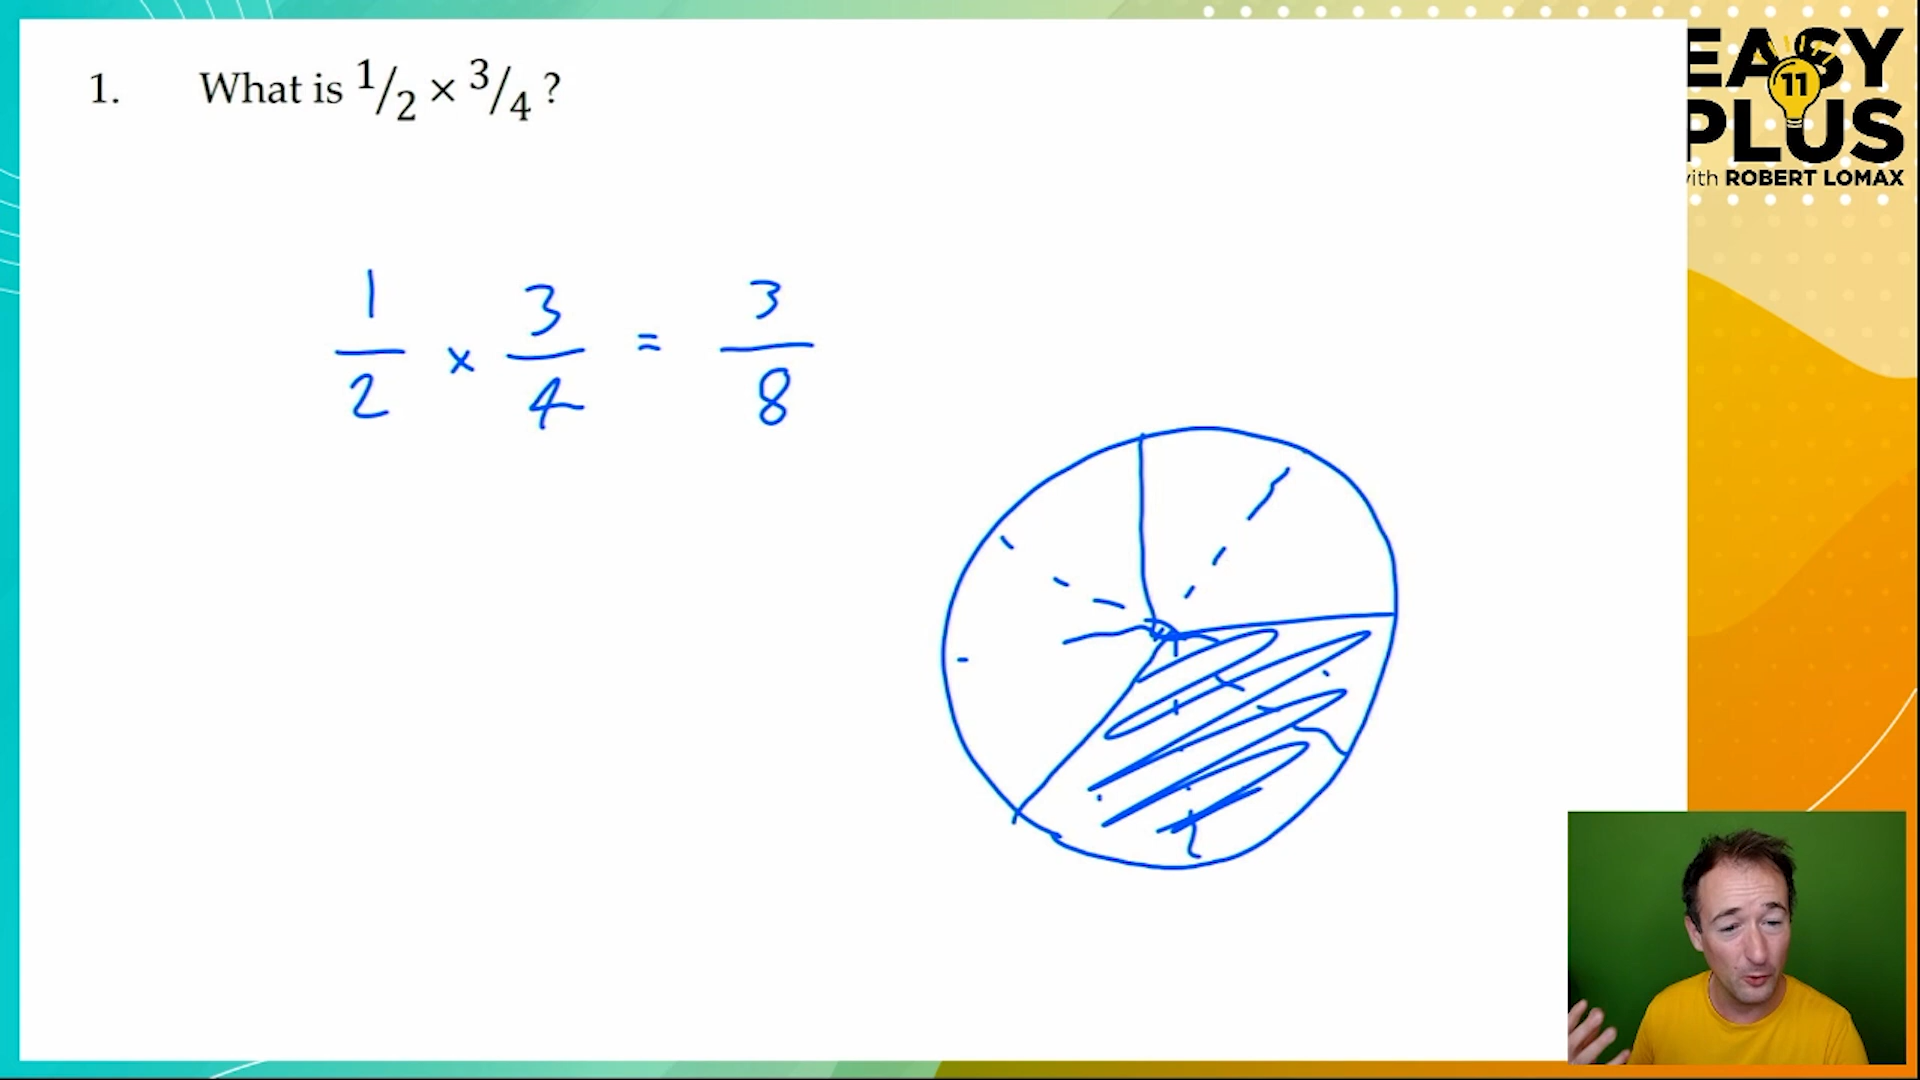 1. What is 1/2 × 3/4 ?
1/2 × 3/4 = 3/8
EASY
11
PLUS
with ROBERT LOMAX